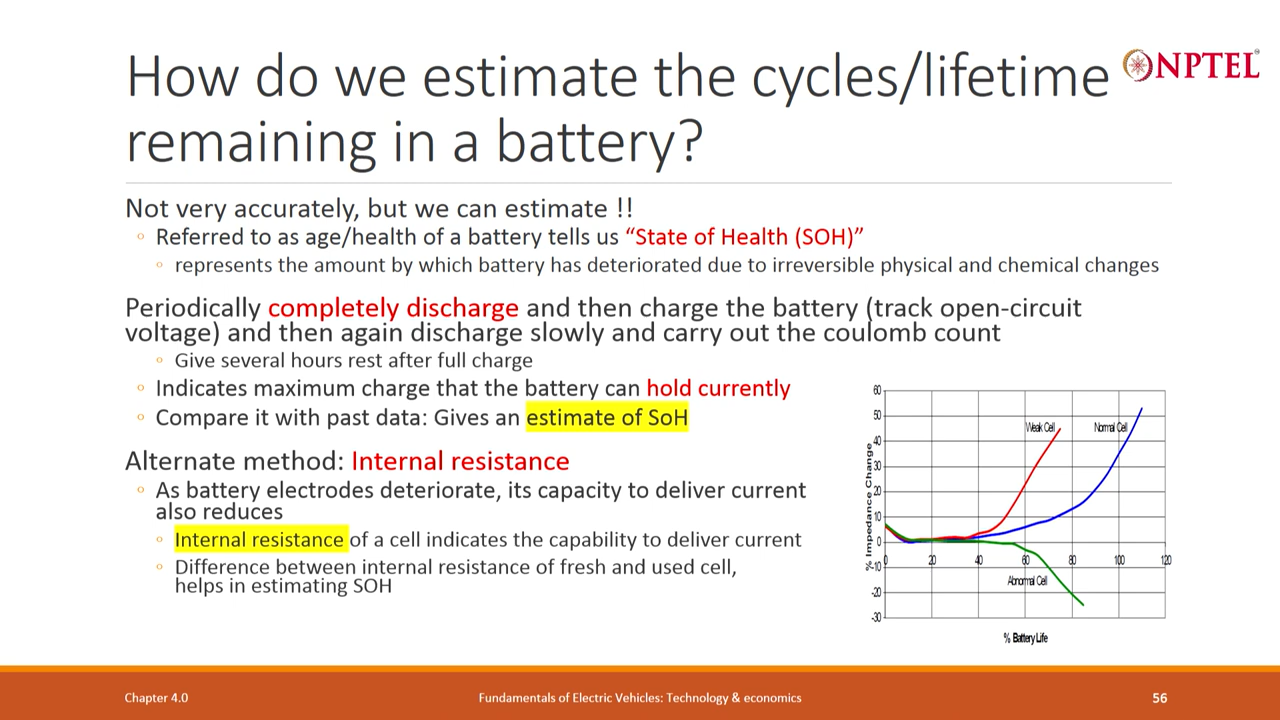 How do we estimate the cycles/lifetime
remaining in a battery?
NPTEL
Not very accurately, but we can estimate !!
◦ Referred to as age/health of a battery tells us “State of Health (SOH)”
◦ represents the amount by which battery has deteriorated due to irreversible physical and chemical changes
Periodically completely discharge and then charge the battery (track open-circuit
voltage) and then again discharge slowly and carry out the coulomb count
◦ Give several hours rest after full charge
◦ Indicates maximum charge that the battery can hold currently
◦ Compare it with past data: Gives an estimate of SoH
Alternate method: Internal resistance
◦ As battery electrodes deteriorate, its capacity to deliver current
also reduces
◦ Internal resistance of a cell indicates the capability to deliver current
◦ Difference between internal resistance of fresh and used cell,
helps in estimating SOH
% Impedance Change
60
50
40
30
20
10
0
-10
-20
-30
Weak Cell
Normal Cell
Abnormal Cell
0 20 40 60 80 100 120
% Battery Life
Chapter 4.0
Fundamentals of Electric Vehicles: Technology & economics
56